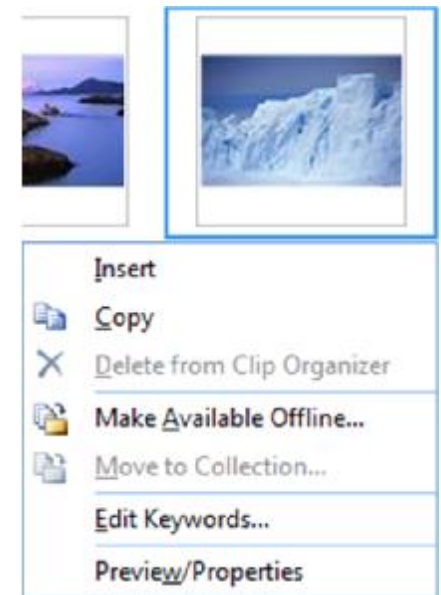 Insert
Copy
Delete from Clip Organizer
Make Available Offline...
Move to Collection...
Edit Keywords...
Preview/Properties